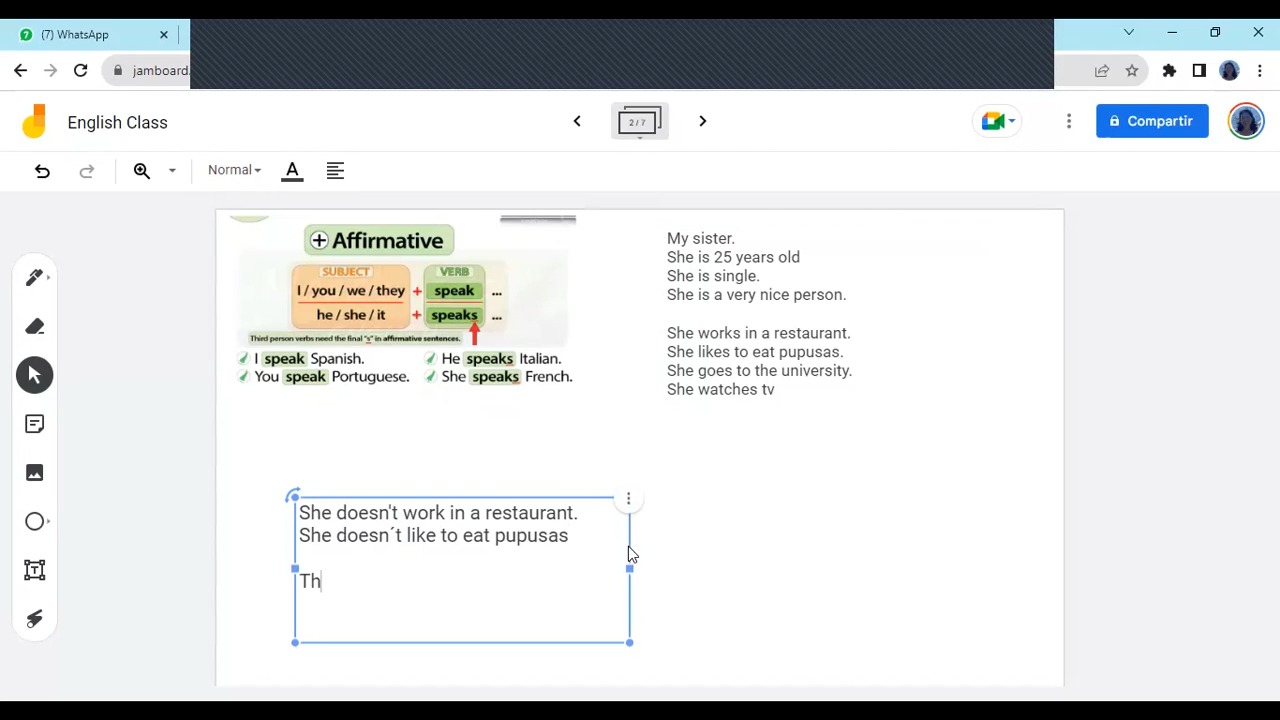 (7) WhatsApp
jamboard.
English Class
2 / 7
Compartir
Normal
A
+ Affirmative
SUBJECT VERB
I / you / we / they + speak ...
he / she / it + speaks ...
Third person verbs need the final "s" in affirmative sentences.
I speak Spanish. He speaks Italian.
You speak Portuguese. She speaks French.
My sister.
She is 25 years old
She is single.
She is a very nice person.
She works in a restaurant.
She likes to eat pupusas.
She goes to the university.
She watches tv
She doesn't work in a restaurant.
She doesn´t like to eat pupusas
Th